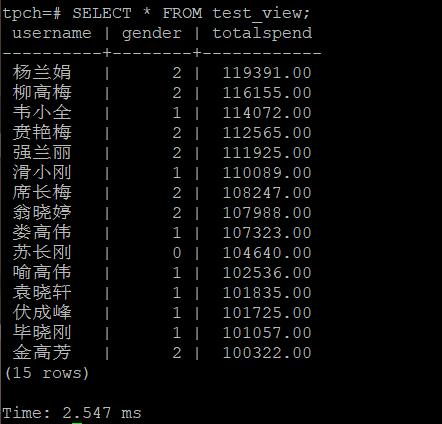 tpch=# SELECT * FROM test_view;
username | gender | totalspend
----------+--------+------------
杨兰娟 | 2 | 119391.00
柳高梅 | 2 | 116155.00
韦小全 | 1 | 114072.00
贲艳梅 | 2 | 112565.00
强兰丽 | 2 | 111925.00
滑小刚 | 1 | 110089.00
席长梅 | 2 | 108247.00
翁晓婷 | 2 | 107988.00
娄高伟 | 1 | 107323.00
苏长刚 | 0 | 104640.00
喻高伟 | 1 | 102536.00
袁晓轩 | 1 | 101835.00
伏成峰 | 1 | 101725.00
毕晓刚 | 1 | 101057.00
金高芳 | 2 | 100322.00
(15 rows)
Time: 2.547 ms